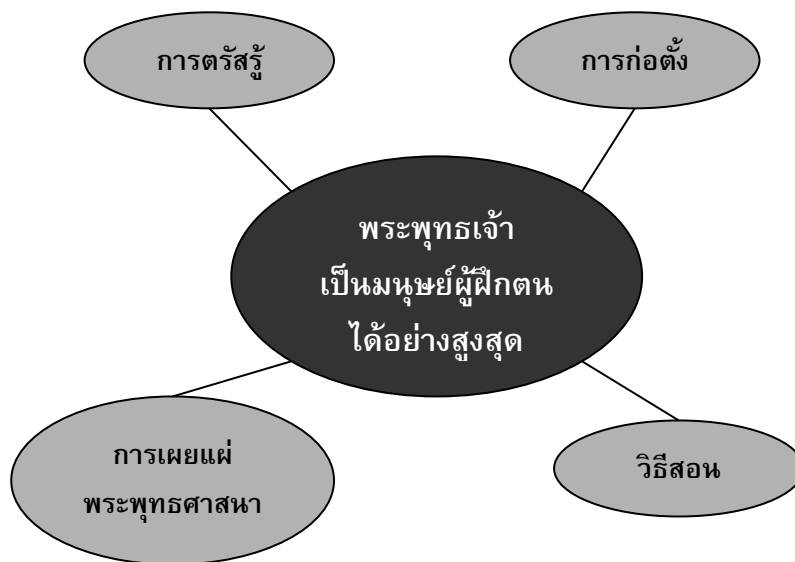 การตรัสรู้
การก่อตั้ง
พระพุทธเจ้า
เป็นมนุษย์ผู้ฝึกตน
ได้อย่างสูงสุด
การเผยแผ่
พระพุทธศาสนา
วิธีสอน